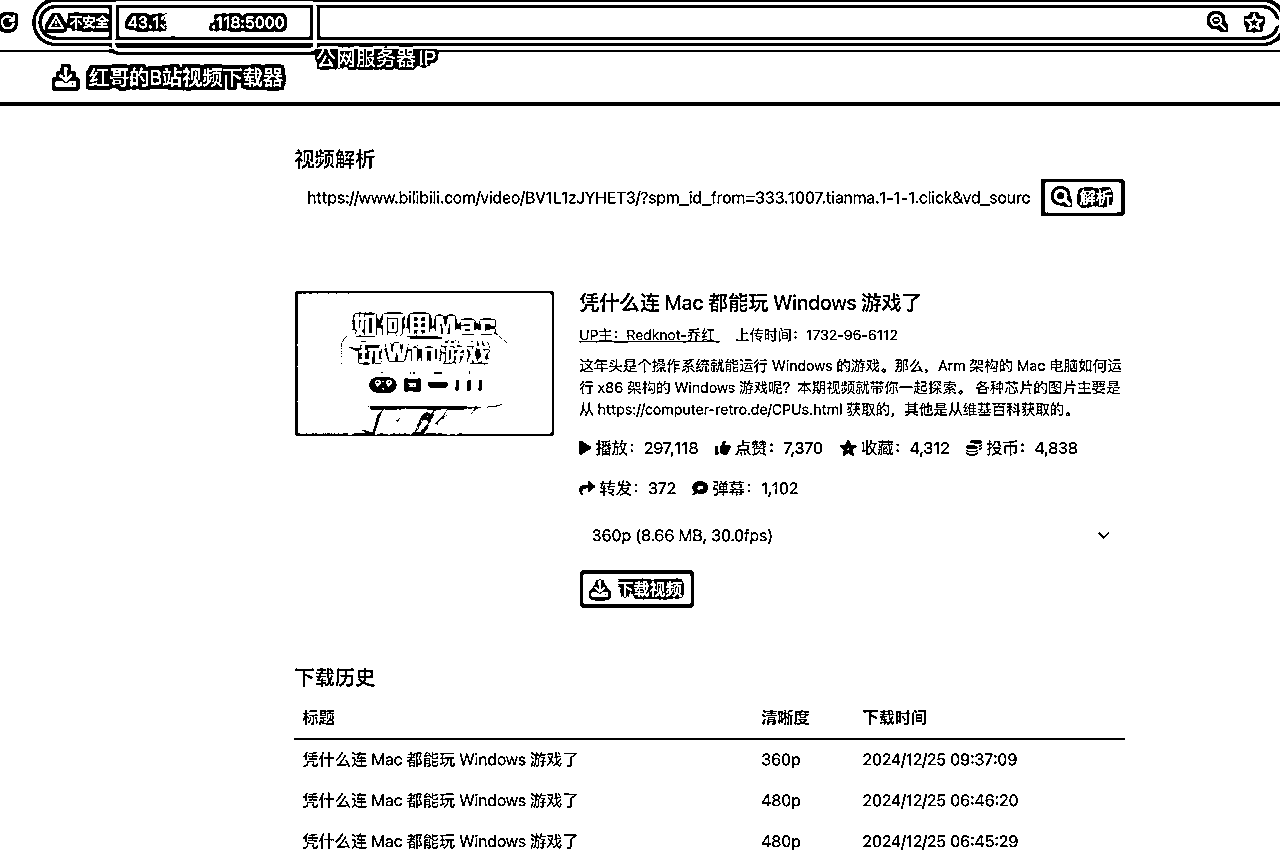 不安全 43.1 .118:5000
公网服务器IP
红哥的B站视频下载器
视频解析
https://www.bilibili.com/video/BV1L1zJYHET3/?spm_id_from=333.1007.tianma.1-1-1.click&vd_sourc 解析
如何用Mac
玩Win游戏
凭什么连 Mac 都能玩 Windows 游戏了
UP主：Redknot-乔红 上传时间：1732-96-6112
这年头是个操作系统就能运行 Windows 的游戏。那么，Arm 架构的 Mac 电脑如何运
行 x86 架构的 Windows 游戏呢？本期视频就带你一起探索。 各种芯片的图片主要是
从 https://computer-retro.de/CPUs.html 获取的，其他是从维基百科获取的。
播放：297,118 点赞：7,370 收藏：4,312 投币：4,838
转发：372 弹幕：1,102
360p (8.66 MB, 30.0fps)
下载视频
下载历史
标题 清晰度 下载时间
凭什么连 Mac 都能玩 Windows 游戏了 360p 2024/12/25 09:37:09
凭什么连 Mac 都能玩 Windows 游戏了 480p 2024/12/25 06:46:20
凭什么连 Mac 都能玩 Windows 游戏了 480p 2024/12/25 06:45:29